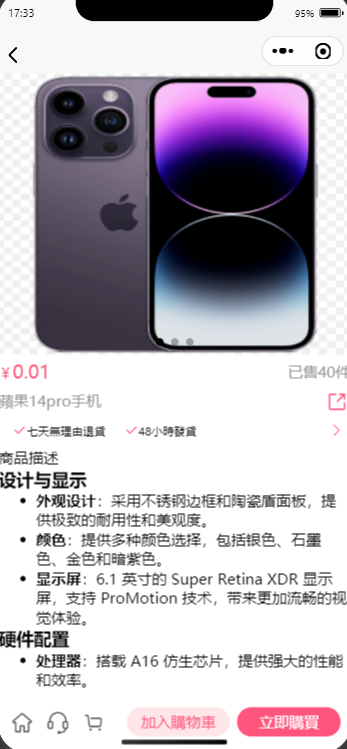 17:33
95%
¥0.01
已售40件
蘋果14pro手机
七天無理由退貨
48小時發貨
商品描述
设计与显示
• 外观设计：采用不锈钢边框和陶瓷盾面板，提
供极致的耐用性和美观度。
• 颜色：提供多种颜色选择，包括银色、石墨
色、金色和暗紫色。
• 显示屏：6.1 英寸的 Super Retina XDR 显示
屏，支持 ProMotion 技术，带来更加流畅的视
觉体验。
硬件配置
• 处理器：搭载 A16 仿生芯片，提供强大的性能
和效率。
加入購物車
立即購買